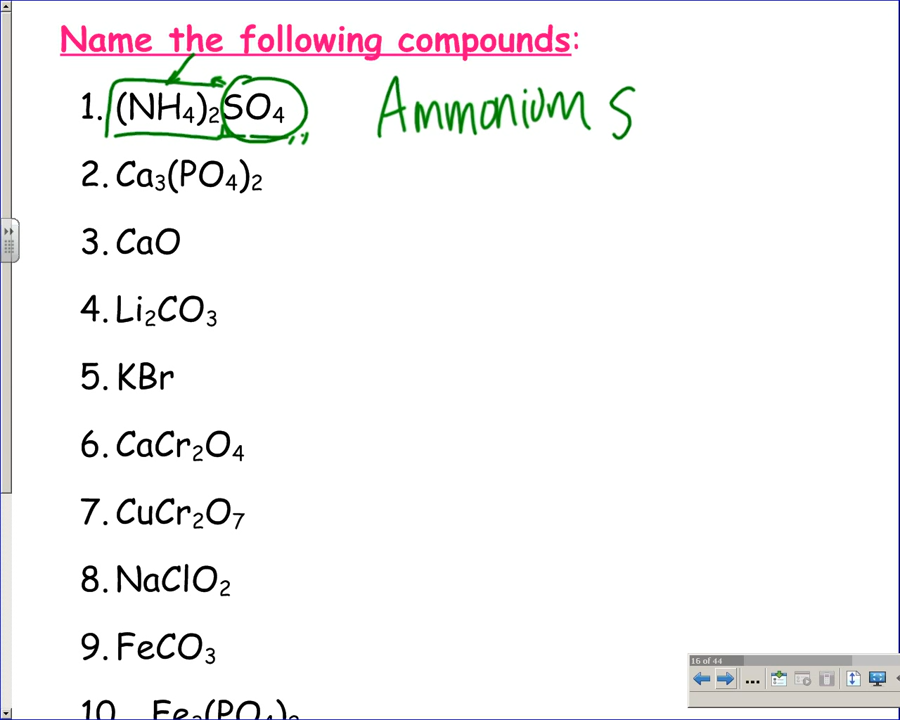 Name the following compounds:
1. (NH₄)₂SO₄ Ammonium S
2. Ca₃(PO₄)₂
3. CaO
4. Li₂CO₃
5. KBr
6. CaCr₂O₄
7. CuCr₂O₇
8. NaClO₂
9. FeCO₃
16 of 44
10.